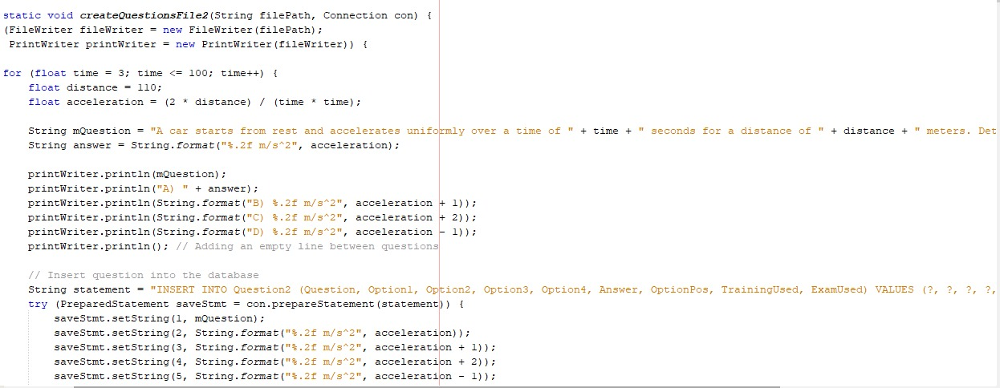 static void createQuestionsFile2(String filePath, Connection con) {
(FileWriter fileWriter = new FileWriter(filePath);
PrintWriter printWriter = new PrintWriter(fileWriter)) {
for (float time = 3; time <= 100; time++) {
float distance = 110;
float acceleration = (2 * distance) / (time * time);
String mQuestion = "A car starts from rest and accelerates uniformly over a time of " + time + " seconds for a distance of " + distance + " meters. Det
String answer = String.format("%.2f m/s^2", acceleration);
printWriter.println(mQuestion);
printWriter.println("A) " + answer);
printWriter.println(String.format("B) %.2f m/s^2", acceleration + 1));
printWriter.println(String.format("C) %.2f m/s^2", acceleration + 2));
printWriter.println(String.format("D) %.2f m/s^2", acceleration - 1));
printWriter.println(); // Adding an empty line between questions
// Insert question into the database
String statement = "INSERT INTO Question2 (Question, Option1, Option2, Option3, Option4, Answer, OptionPos, TrainingUsed, ExamUsed) VALUES (?, ?, ?, ?,
try (PreparedStatement saveStmt = con.prepareStatement(statement)) {
saveStmt.setString(1, mQuestion);
saveStmt.setString(2, String.format("%.2f m/s^2", acceleration));
saveStmt.setString(3, String.format("%.2f m/s^2", acceleration + 1));
saveStmt.setString(4, String.format("%.2f m/s^2", acceleration + 2));
saveStmt.setString(5, String.format("%.2f m/s^2", acceleration - 1));